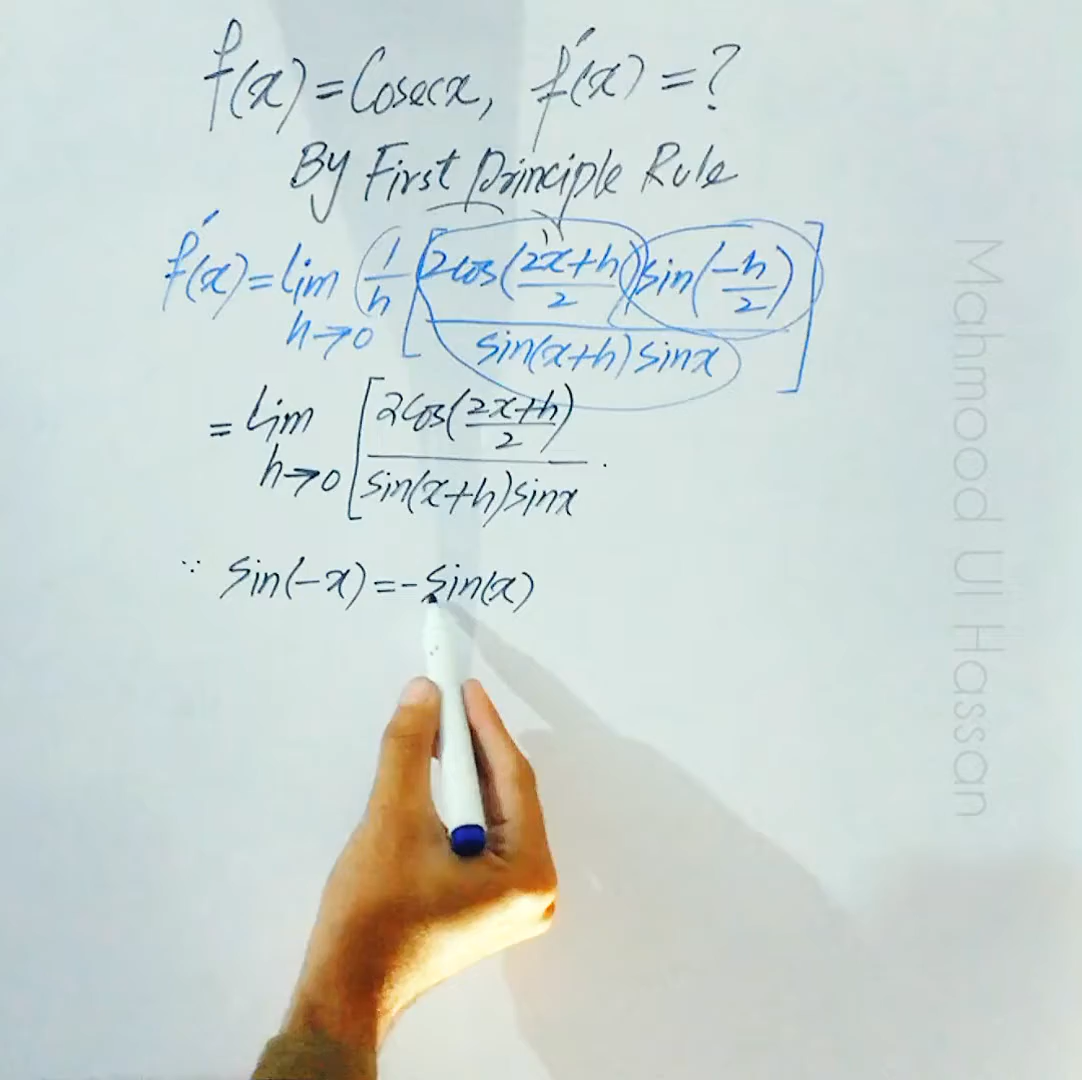 f(x) = Cosecx, f'(x) = ?
By First Principle Rule
f'(x) = Lim h→0 (1/h) [2cos((2x+h)/2) sin(-h/2) / sin(x+h) sinx]
= Lim h→0 [2cos((2x+h)/2) / sin(x+h) sinx .
∵ Sin(-x) = -Sin(x)
Mahmood Ul Hassan